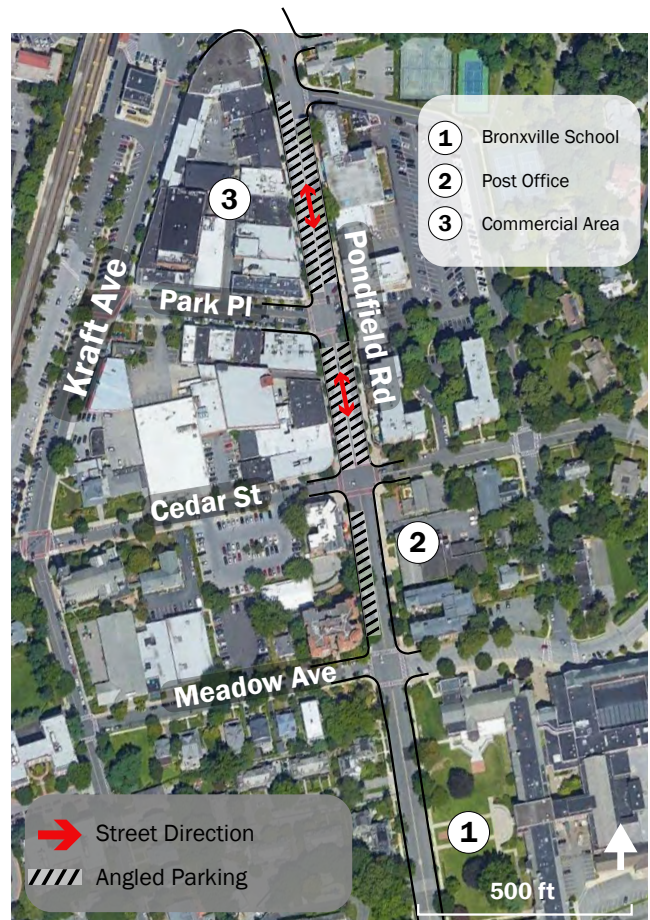 1 Bronxville School
2 Post Office
3 Commercial Area
3
Kraft Ave
Park Pl
Pondfield Rd
Cedar St
2
Meadow Ave
1
Street Direction
Angled Parking
500 ft